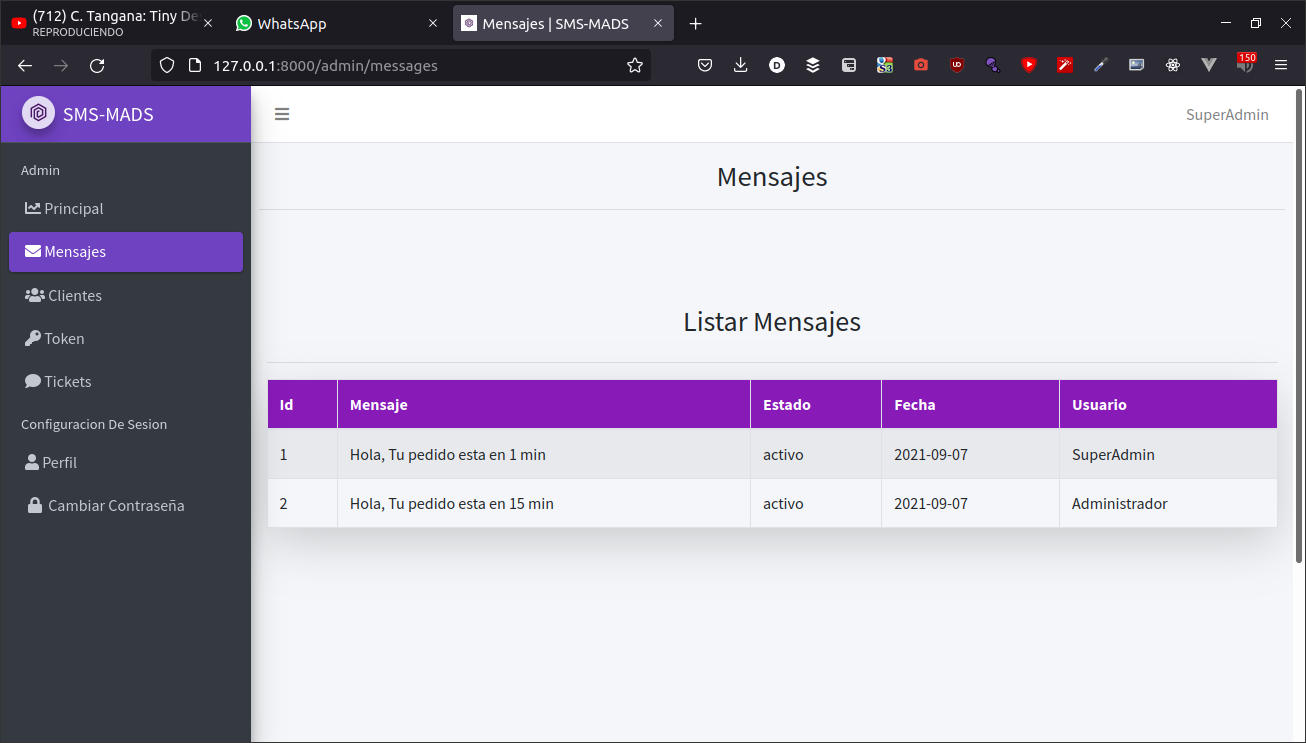 (712) C. Tangana: Tiny De
REPRODUCIENDO
WhatsApp
Mensajes | SMS-MADS
127.0.0.1:8000/admin/messages
150
SMS-MADS
SuperAdmin
Admin
Principal
Mensajes
Clientes
Token
Tickets
Configuracion De Sesion
Perfil
Cambiar Contraseña
Mensajes
Listar Mensajes
Id Mensaje Estado Fecha Usuario
1 Hola, Tu pedido esta en 1 min activo 2021-09-07 SuperAdmin
2 Hola, Tu pedido esta en 15 min activo 2021-09-07 Administrador